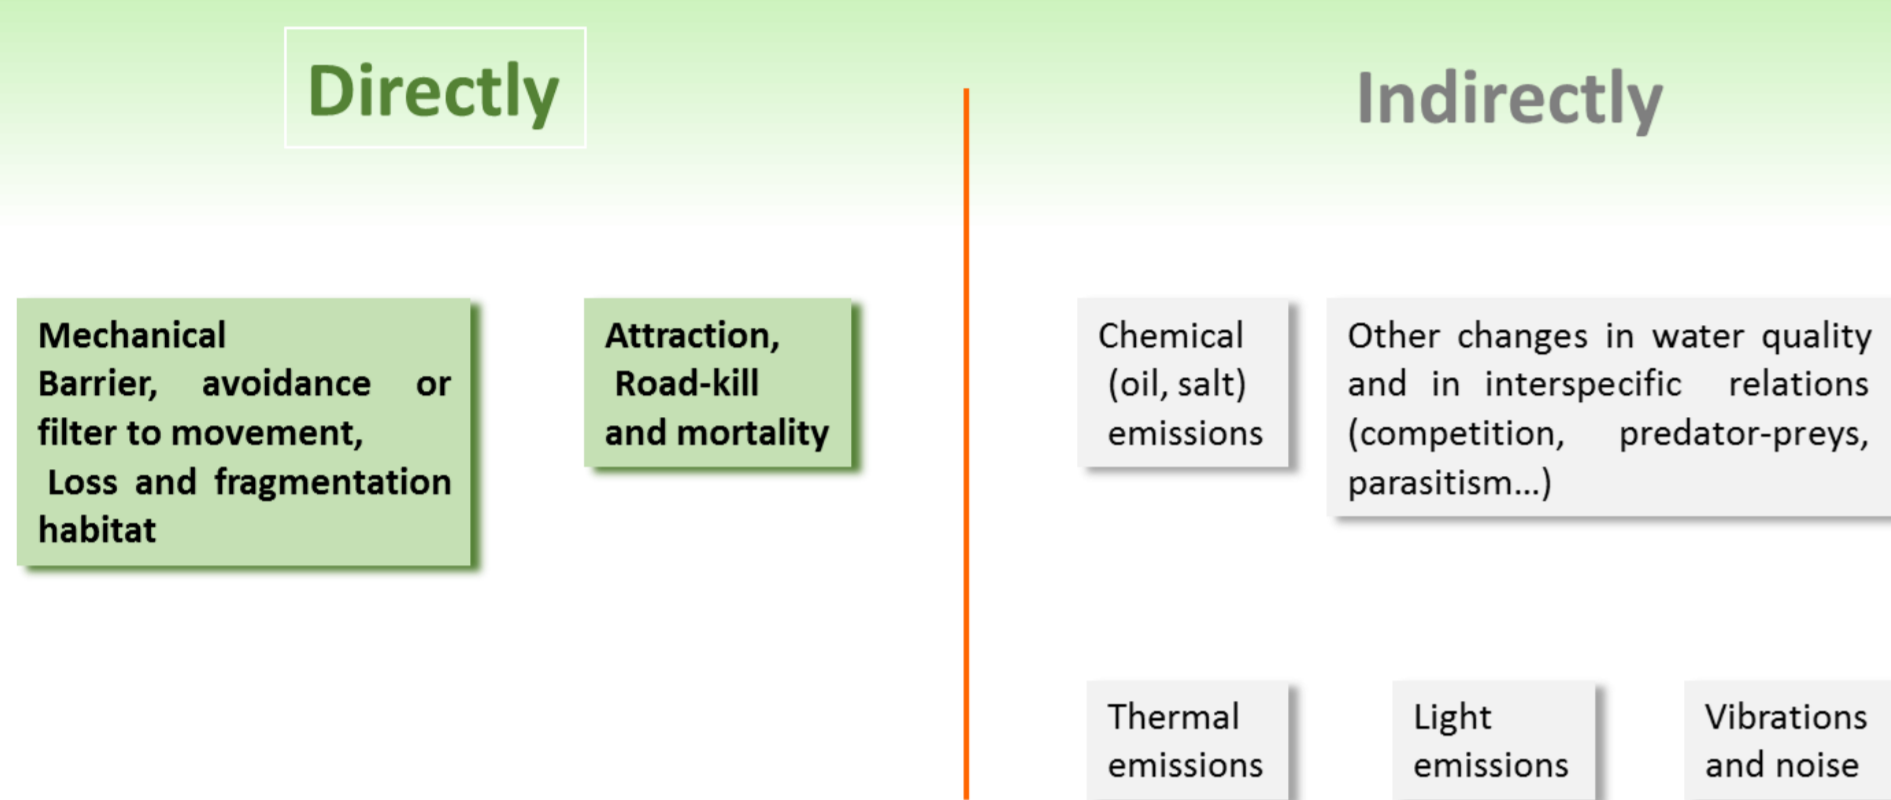 Directly
Indirectly
Mechanical
Barrier, avoidance or
filter to movement,
Loss and fragmentation
habitat
Attraction,
Road-kill
and mortality
Chemical
(oil, salt)
emissions
Other changes in water quality
and in interspecific relations
(competition, predator-preys,
parasitism...)
Thermal
emissions
Light
emissions
Vibrations
and noise